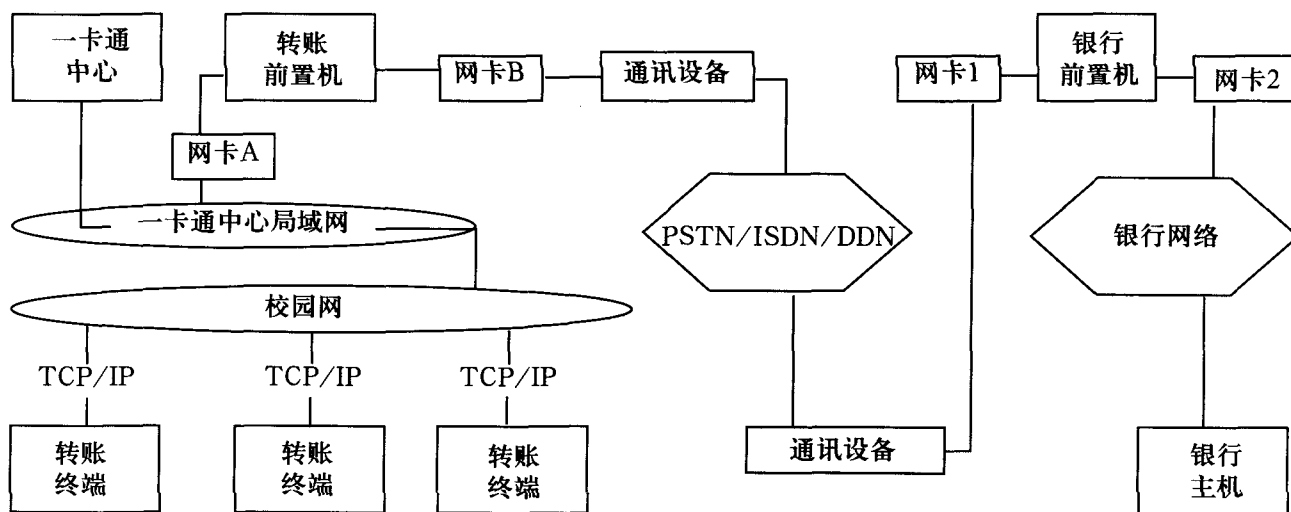 一卡通
中心
转账
前置机
网卡B
通讯设备
网卡1
银行
前置机
网卡2
网卡A
一卡通中心局域网
PSTN/ISDN/DDN
银行网络
校园网
TCP/IP
TCP/IP
TCP/IP
转账
终端
转账
终端
转账
终端
通讯设备
银行
主机